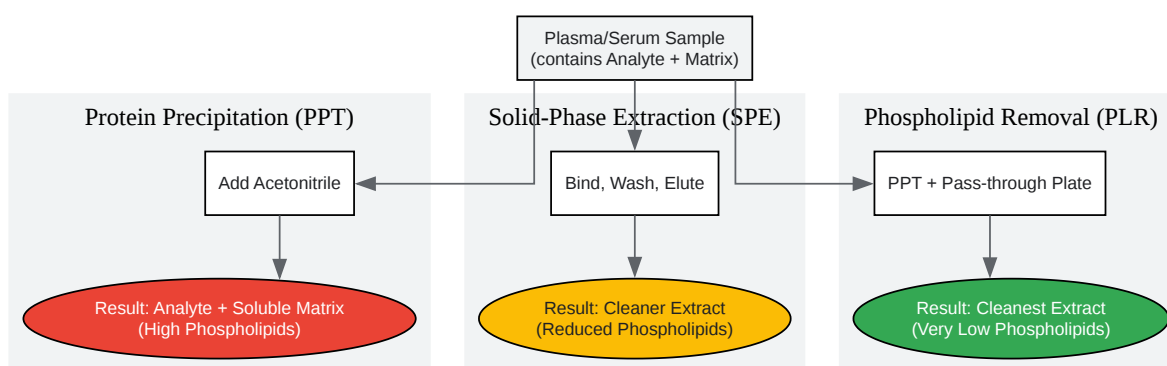 Plasma/Serum Sample
(contains Analyte + Matrix)
Protein Precipitation (PPT)
Solid-Phase Extraction (SPE)
Phospholipid Removal (PLR)
Add Acetonitrile
Bind, Wash, Elute
PPT + Pass-through Plate
Result: Analyte + Soluble Matrix
(High Phospholipids)
Result: Cleaner Extract
(Reduced Phospholipids)
Result: Cleanest Extract
(Very Low Phospholipids)